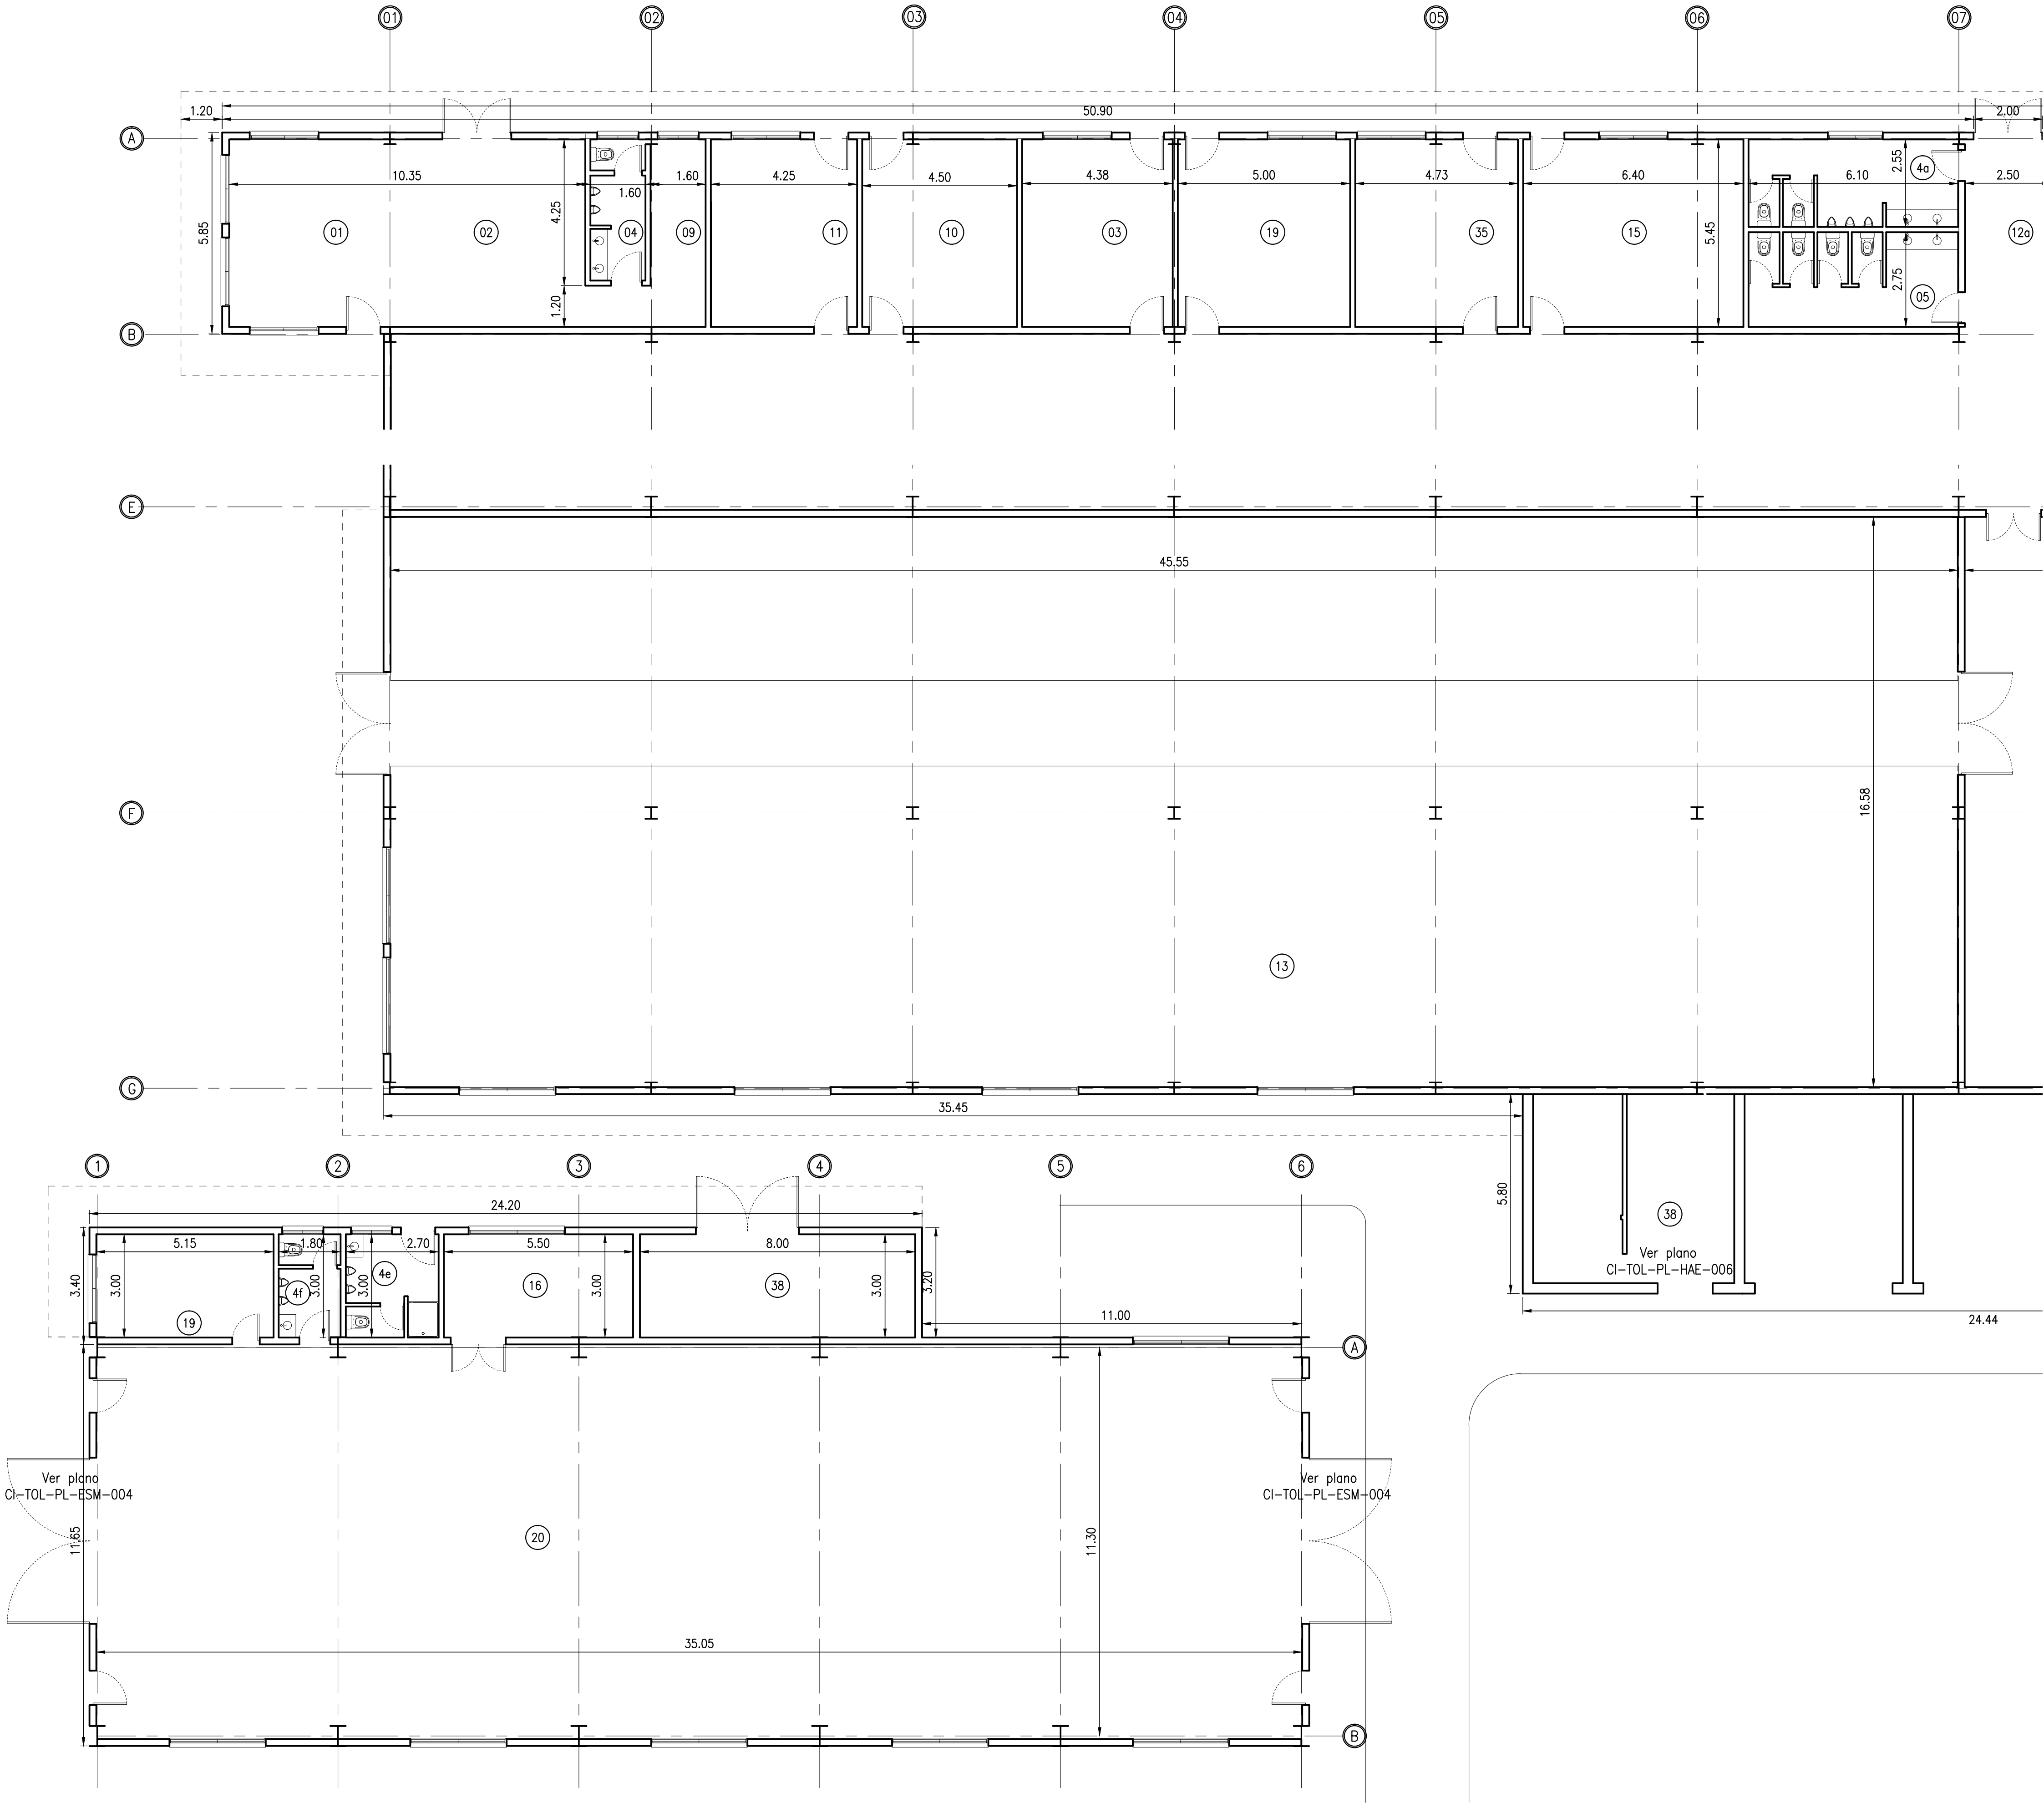 01 02 03 04 05 06 07
1.20 50.90 2.00
A
10.35 1.60 1.60 4.25 4.50 4.38 5.00 4.73 6.40 6.10 2.55 4a 2.50
5.85 4.25 5.45
01 02 04 09 11 10 03 19 35 15 12a
1.20 2.75 05
B
E
45.55
16.58
F
13
G
35.45
1 2 3 4 5 6
24.20
5.80
38
Ver plano
CI-TOL-PL-HAE-006
24.44
5.15 1.80 2.70 5.50 8.00
3.40 3.00 3.00 3.00 3.00 3.00 3.20
19 4f 4e 16 38
11.00
A
Ver plano
CI-TOL-PL-ESM-004
Ver plano
CI-TOL-PL-ESM-004
11.65
20
11.30
35.05
B